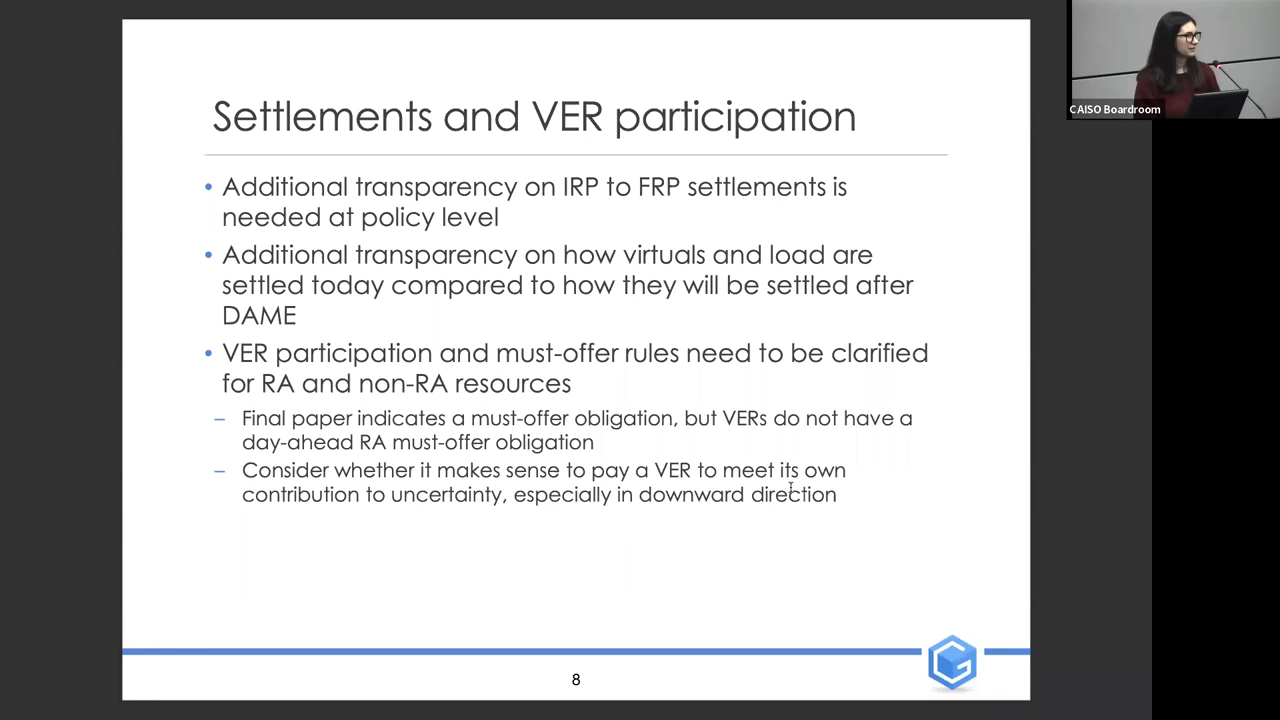 Settlements and VER participation
• Additional transparency on IRP to FRP settlements is
needed at policy level
• Additional transparency on how virtuals and load are
settled today compared to how they will be settled after
DAME
• VER participation and must-offer rules need to be clarified
for RA and non-RA resources
– Final paper indicates a must-offer obligation, but VERs do not have a
day-ahead RA must-offer obligation
– Consider whether it makes sense to pay a VER to meet its own
contribution to uncertainty, especially in downward direction
8
CAISO Boardroom